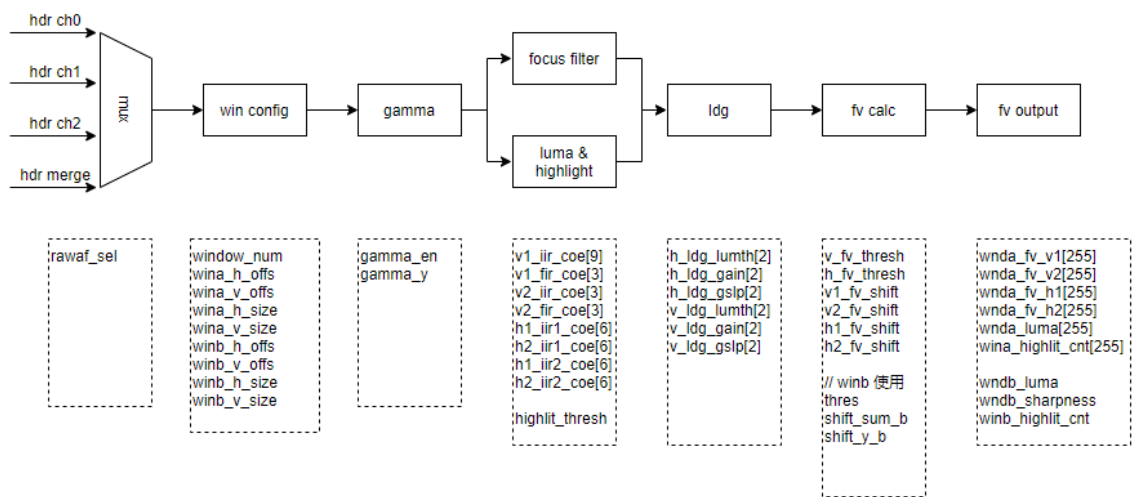 hdr ch0
hdr ch1
hdr ch2
hdr merge
mux
win config
gamma
focus filter
luma &
highlight
ldg
fv calc
fv output
rawaf_sel
window_num
wina_h_offs
wina_v_offs
wina_h_size
wina_v_size
winb_h_offs
winb_v_offs
winb_h_size
winb_v_size
gamma_en
gamma_y
v1_iir_coe[9]
v1_fir_coe[3]
v2_iir_coe[3]
v2_fir_coe[3]
h1_iir1_coe[6]
h2_iir1_coe[6]
h1_iir2_coe[6]
h2_iir2_coe[6]
highlit_thresh
h_ldg_lumth[2]
h_ldg_gain[2]
h_ldg_gslp[2]
v_ldg_lumth[2]
v_ldg_gain[2]
v_ldg_gslp[2]
v_fv_thresh
h_fv_thresh
v1_fv_shift
v2_fv_shift
h1_fv_shift
h2_fv_shift
// winb 使用
thres
shift_sum_b
shift_y_b
wnda_fv_v1[255]
wnda_fv_v2[255]
wnda_fv_h1[255]
wnda_fv_h2[255]
wnda_luma[255]
wina_highlit_cnt[255]
wndb_luma
wndb_sharpness
winb_highlit_cnt